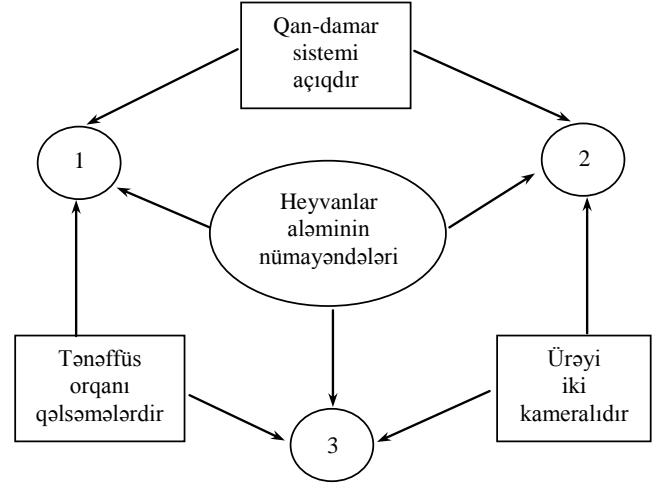 Qan-damar
sistemi
açıqdır
1
2
Heyvanlar
aləminin
nümayəndələri
Tənəffüs
orqanı
qəlsəmələrdir
Ürəyi
iki
kameralıdır
3